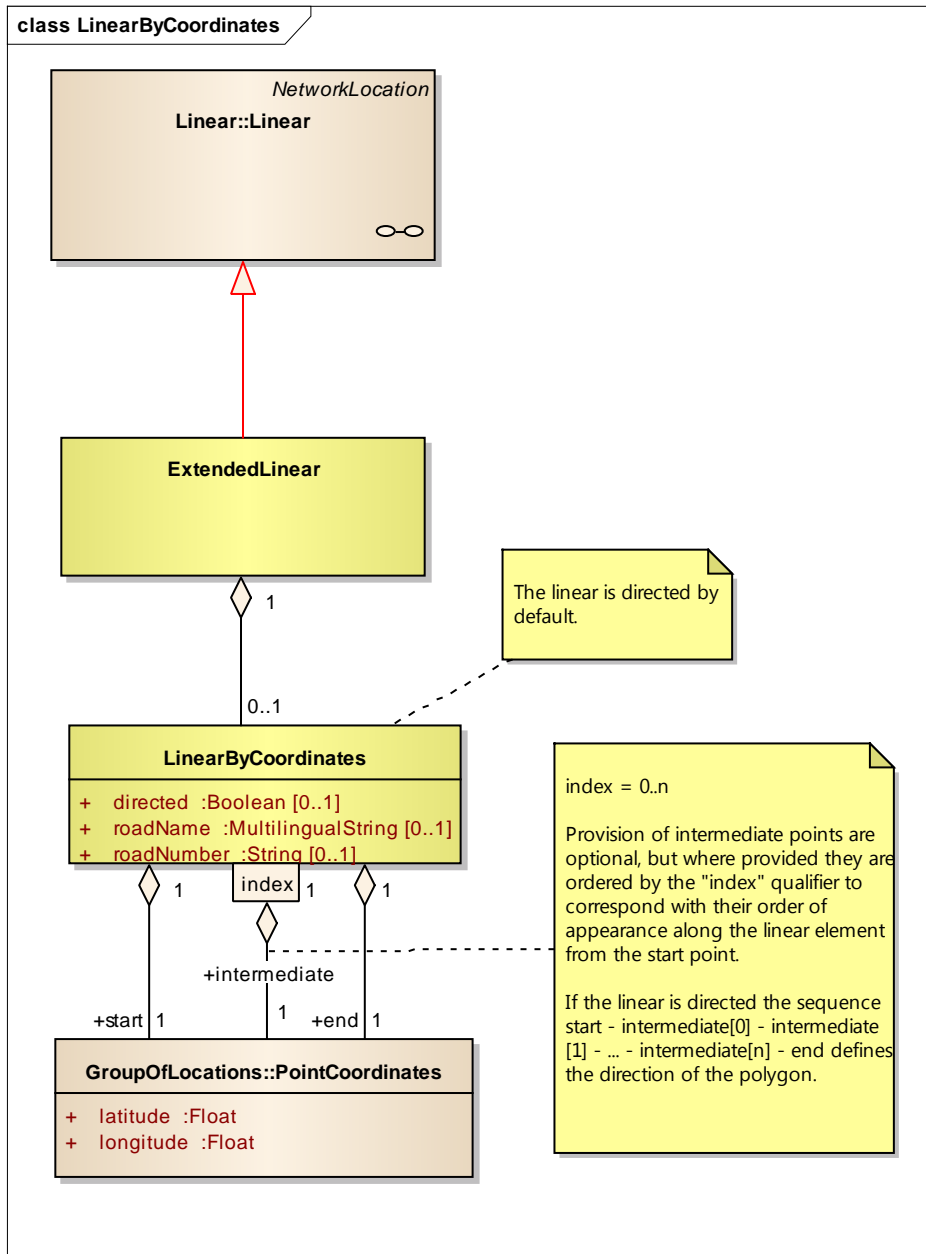 class LinearByCoordinates
NetworkLocation
Linear::Linear
ExtendedLinear
1
The linear is directed by
default.
0..1
LinearByCoordinates
+ directed :Boolean [0..1]
+ roadName :MultilingualString [0..1]
+ roadNumber :String [0..1]
1
index
1
1
index = 0..n
Provision of intermediate points are
optional, but where provided they are
ordered by the "index" qualifier to
correspond with their order of
appearance along the linear element
from the start point.
If the linear is directed the sequence
start - intermediate[0] - intermediate
[1] - ... - intermediate[n] - end defines
the direction of the polygon.
+intermediate
+start
1
1
+end
1
GroupOfLocations::PointCoordinates
+ latitude :Float
+ longitude :Float